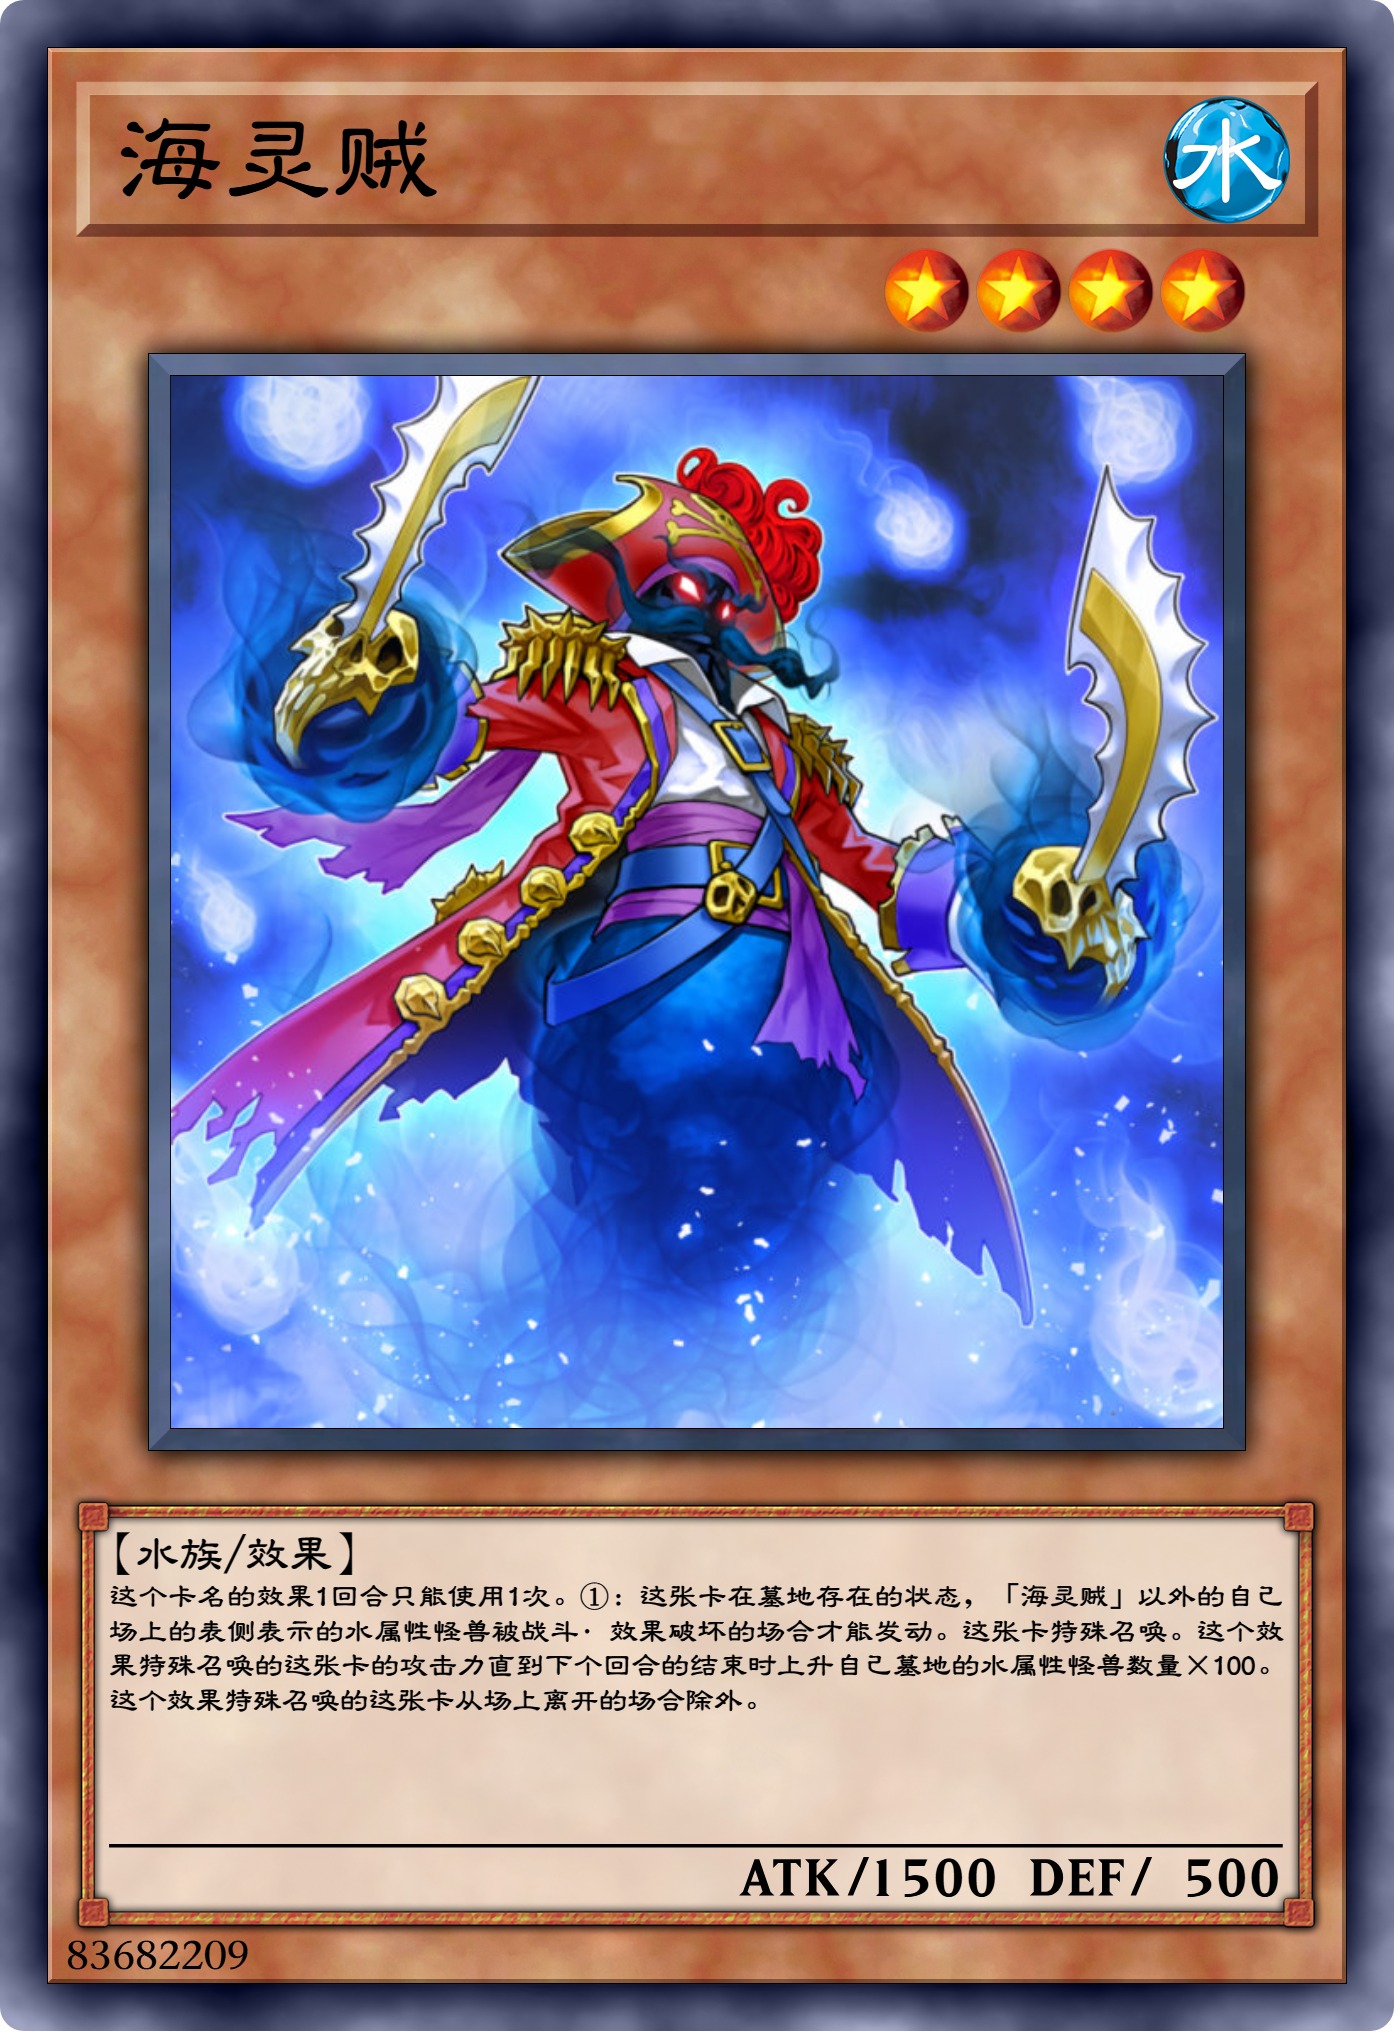 海灵贼
水
【水族/效果】
这个卡名的效果1回合只能使用1次。①：这张卡在墓地存在的状态，「海灵贼」以外的自己
场上的表侧表示的水属性怪兽被战斗·效果破坏的场合才能发动。这张卡特殊召唤。这个效
果特殊召唤的这张卡的攻击力直到下个回合的结束时上升自己墓地的水属性怪兽数量×100。
这个效果特殊召唤的这张卡从场上离开的场合除外。
ATK/1500 DEF/ 500
83682209